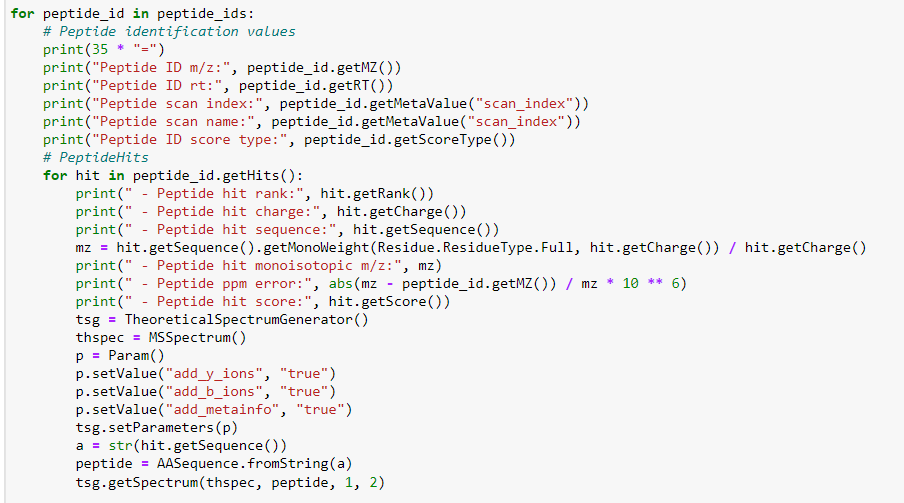 for peptide_id in peptide_ids:
    # Peptide identification values
    print(35 * "=")
    print("Peptide ID m/z:", peptide_id.getMZ())
    print("Peptide ID rt:", peptide_id.getRT())
    print("Peptide scan index:", peptide_id.getMetaValue("scan_index"))
    print("Peptide scan name:", peptide_id.getMetaValue("scan_index"))
    print("Peptide ID score type:", peptide_id.getScoreType())
    # PeptideHits
    for hit in peptide_id.getHits():
        print(" - Peptide hit rank:", hit.getRank())
        print(" - Peptide hit charge:", hit.getCharge())
        print(" - Peptide hit sequence:", hit.getSequence())
        mz = hit.getSequence().getMonoWeight(Residue.ResidueType.Full, hit.getCharge()) / hit.getCharge()
        print(" - Peptide hit monoisotopic m/z:", mz)
        print(" - Peptide ppm error:", abs(mz - peptide_id.getMZ()) / mz * 10 ** 6)
        print(" - Peptide hit score:", hit.getScore())
        tsg = TheoreticalSpectrumGenerator()
        thspec = MSSpectrum()
        p = Param()
        p.setValue("add_y_ions", "true")
        p.setValue("add_b_ions", "true")
        p.setValue("add_metainfo", "true")
        tsg.setParameters(p)
        a = str(hit.getSequence())
        peptide = AASequence.fromString(a)
        tsg.getSpectrum(thspec, peptide, 1, 2)